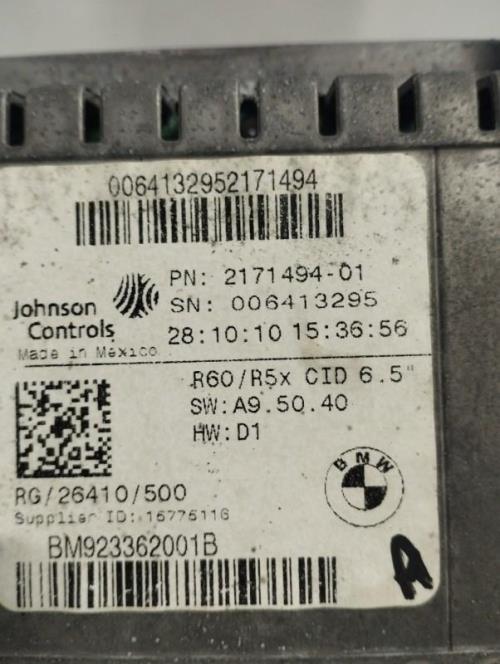 0064132952171494
PN: 2171494-01
Johnson
Controls
SN: 006413295
28:10:10 15:36:56
Made in Mexico
R60/R5x CID 6.5"
SW:A9.50.40
HW:D1
BMW
RG/26410/500
Supplier ID: 15775116
BM923362001B
A